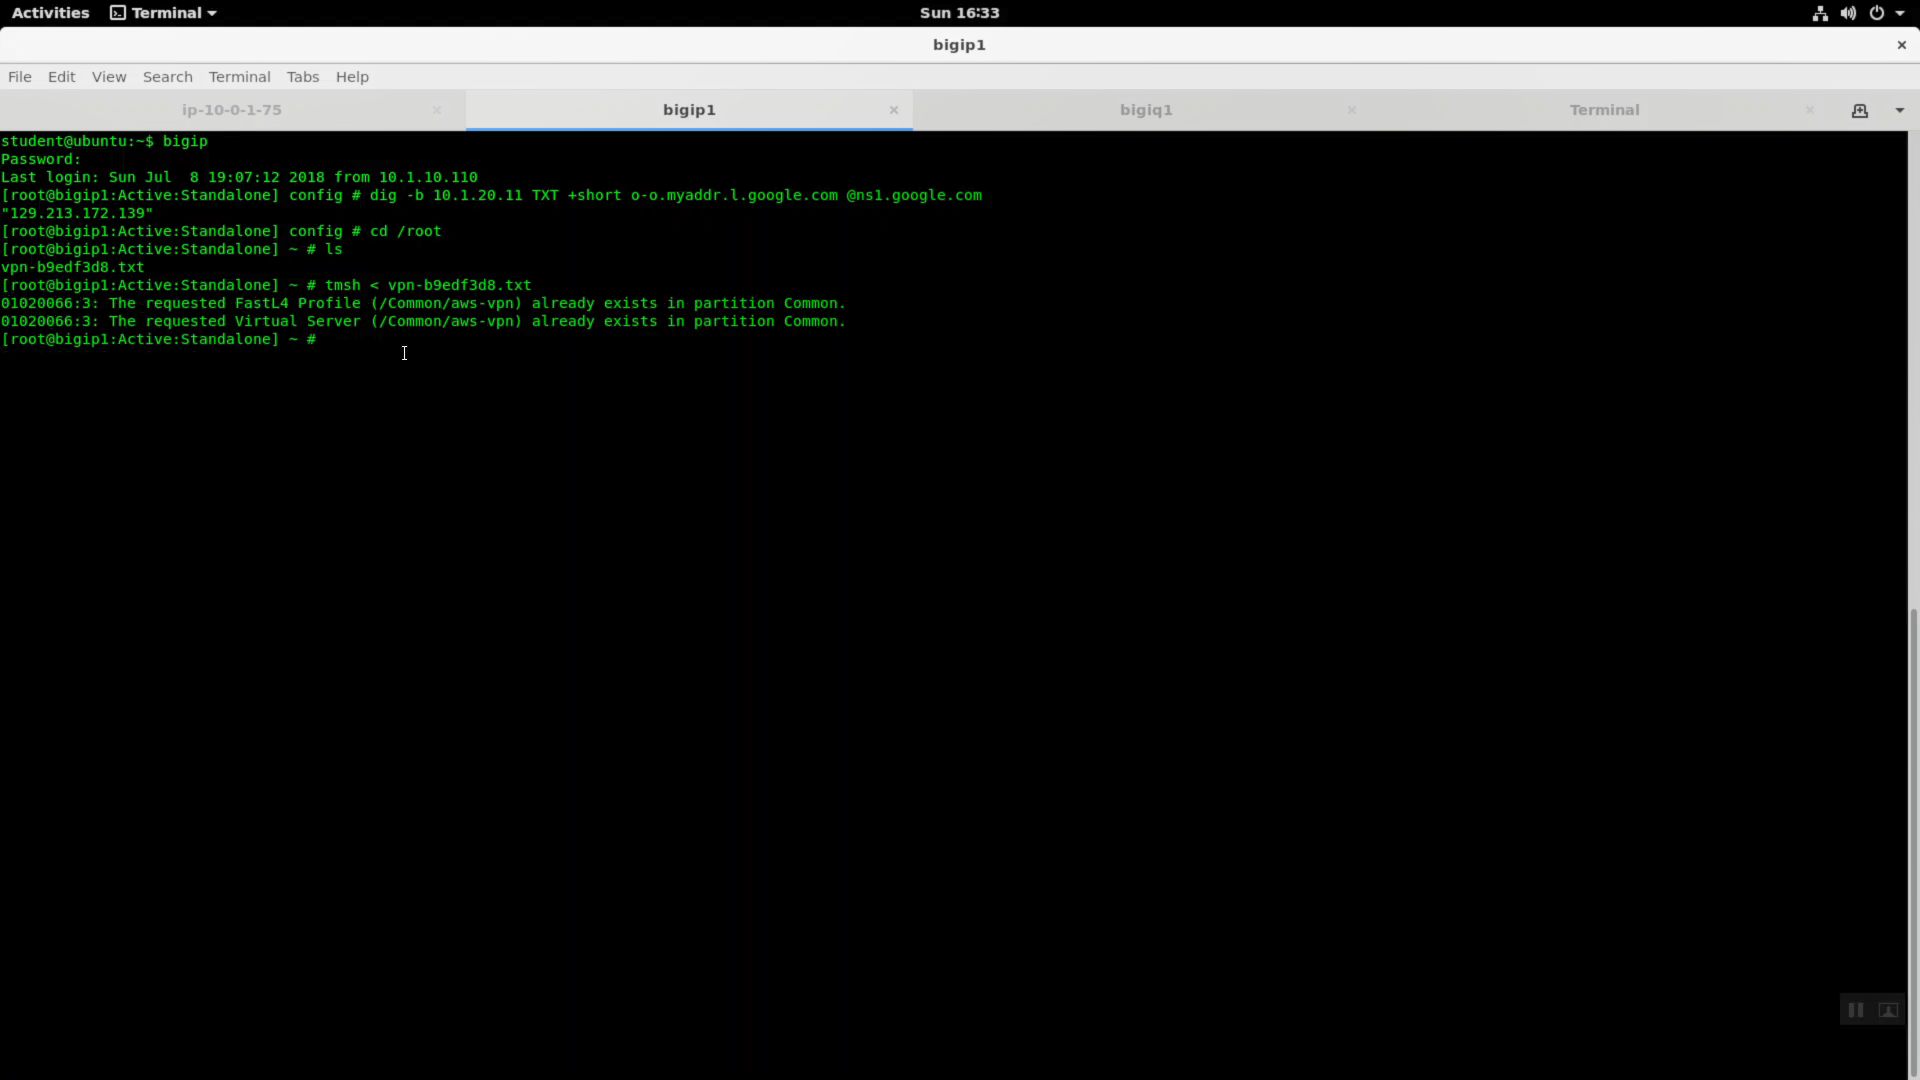 Activities Terminal Sun 16:33
bigip1
File Edit View Search Terminal Tabs Help
ip-10-0-1-75 bigip1 bigiq1 Terminal
student@ubuntu:~$ bigip
Password:
Last login: Sun Jul  8 19:07:12 2018 from 10.1.10.110
[root@bigip1:Active:Standalone] config # dig -b 10.1.20.11 TXT +short o-o.myaddr.l.google.com @ns1.google.com
"129.213.172.139"
[root@bigip1:Active:Standalone] config # cd /root
[root@bigip1:Active:Standalone] ~ # ls
vpn-b9edf3d8.txt
[root@bigip1:Active:Standalone] ~ # tmsh < vpn-b9edf3d8.txt
01020066:3: The requested FastL4 Profile (/Common/aws-vpn) already exists in partition Common.
01020066:3: The requested Virtual Server (/Common/aws-vpn) already exists in partition Common.
[root@bigip1:Active:Standalone] ~ #